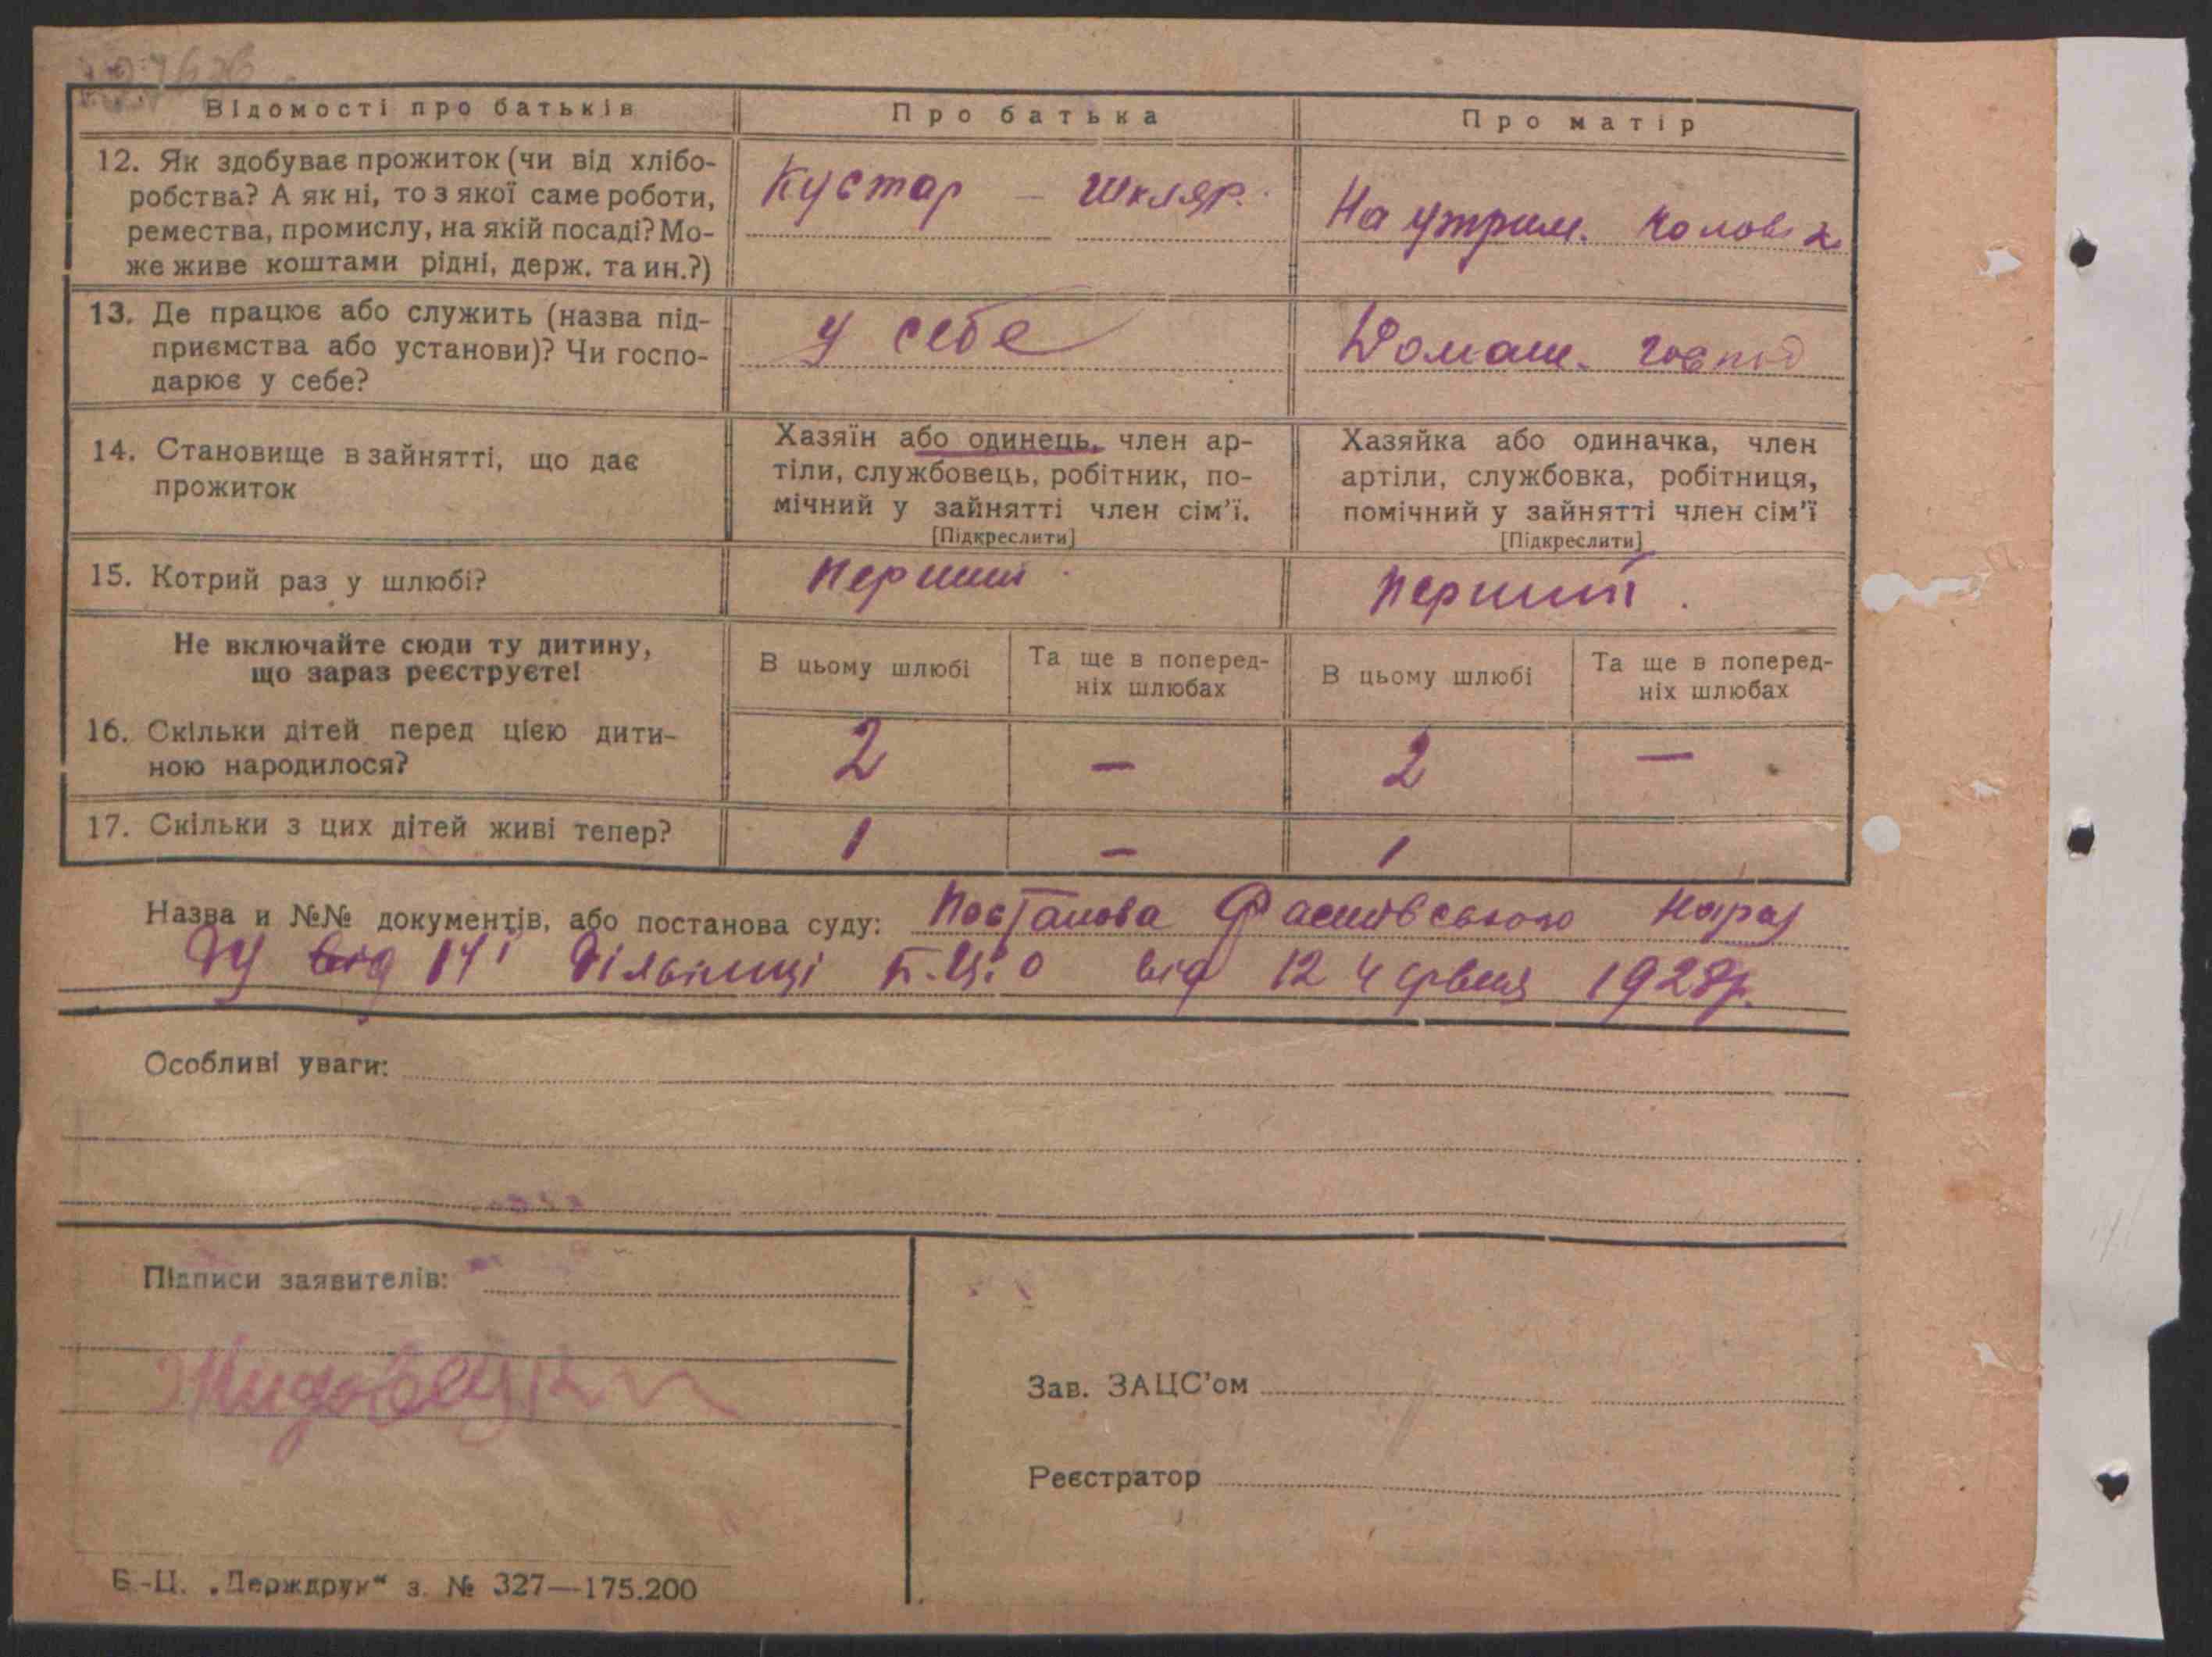 Відомості про батьків
Про батька
Про матір
12. Як здобуває прожиток (чи від хлібо-
робства? А як ні, то з якої саме роботи,
ремества, промислу, на якій посаді? Мо-
же живе коштами рідні, держ. та ин.?)
Кустар - шкляр.
На утрим. чолов.
13. Де працює або служить (назва під-
приємства або установи)? Чи госпо-
дарює у себе?
у себе
Домаш. господ
14. Становище в зайнятті, що дає
прожиток
Хазяїн або одинець, член ар-
тіли, службовець, робітник, по-
мічний у зайнятті член сім'ї.
[Підкреслити]
Хазяйка або одиначка, член
артіли, службовка, робітниця,
помічний у зайнятті член сім'ї
[Підкреслити]
15. Котрий раз у шлюбі?
перший
перший
Не включайте сюди ту дитину,
що зараз реєструєте!
В цьому шлюбі
Та ще в поперед-
ніх шлюбах
В цьому шлюбі
Та ще в поперед-
ніх шлюбах
16. Скільки дітей перед цією дити-
ною народилося?
2 - 2 -
17. Скільки з цих дітей живі тепер?
1 - 1
Назва и №№ документів, або постанова суду: Постанова Фастівського Нарсу
від 12 червня 1928р.
Особливі уваги:
Підписи заявителів:
Зав. ЗАЦС'ом
Реєстратор
Б-Ц. „Держдрук“ з. № 327—175.200